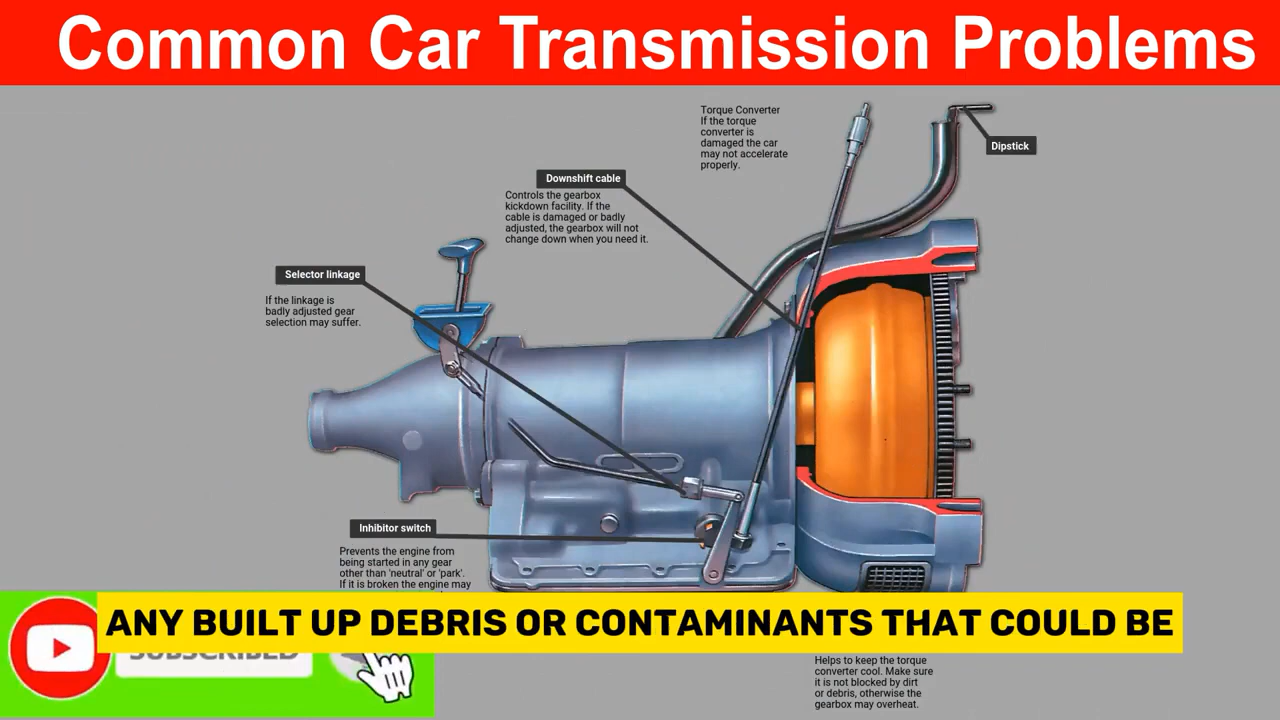 Common Car Transmission Problems
Torque Converter
If the torque
converter is
damaged the car
may not accelerate
properly.
Dipstick
Downshift cable
Controls the gearbox
kickdown facility. If the
cable is damaged or badly
adjusted, the gearbox will not
change down when you need it.
Selector linkage
If the linkage is
badly adjusted gear
selection may suffer.
Inhibitor switch
Prevents the engine from
being started in any gear
other than 'neutral' or 'park'.
If it is broken the engine may
ANY BUILT UP DEBRIS OR CONTAMINANTS THAT COULD BE
SUBSCRIBED
Helps to keep the torque
converter cool. Make sure
it is not blocked by dirt
or debris, otherwise the
gearbox may overheat.